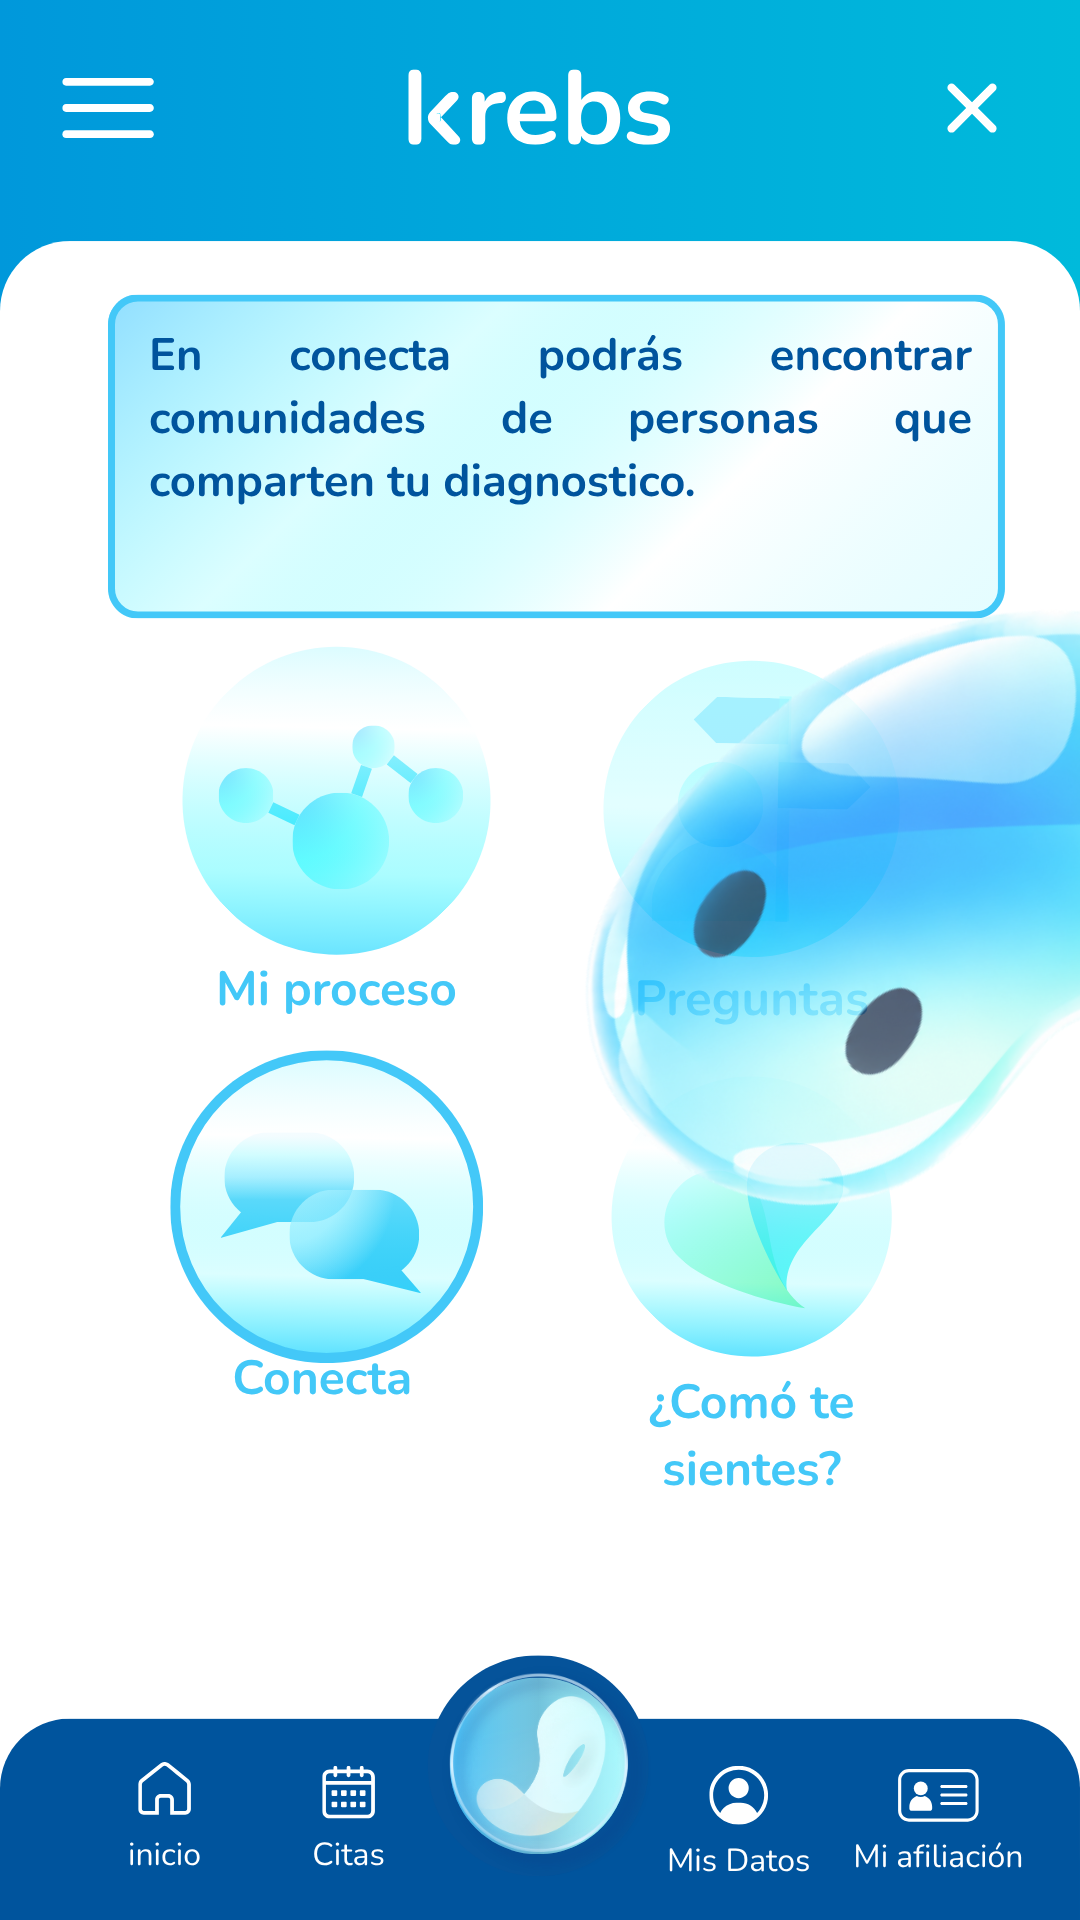 krebs
En conecta podrás encontrar
comunidades de personas que
comparten tu diagnostico.
Mi proceso
Preguntas
Conecta
¿Comó te
sientes?
inicio
Citas
Mis Datos
Mi afiliación